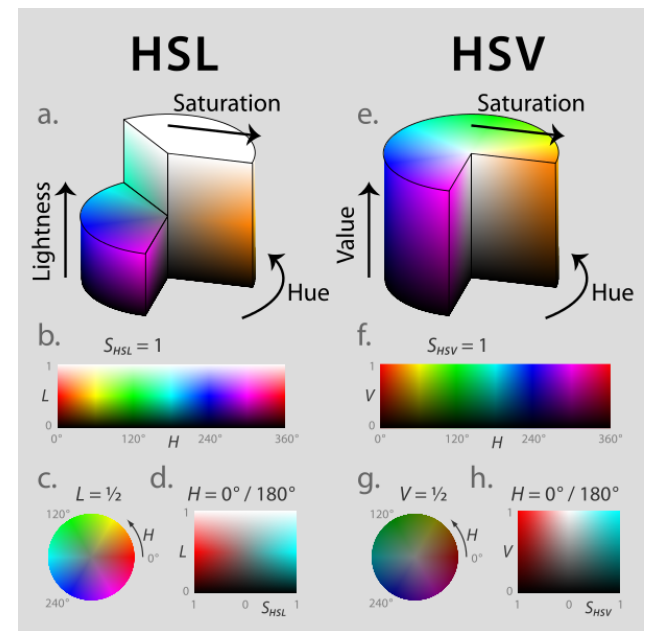 HSL
HSV
a.
Saturation
Lightness
Hue
e.
Saturation
Value
Hue
b.
S_HSL = 1
1
L
0
0°
120°
H
240°
360°
f.
S_HSV = 1
1
V
0
0°
120°
H
240°
360°
c.
L = ½
120°
H
0°
240°
d.
H = 0° / 180°
1
L
0
1
0
S_HSL
1
g.
V = ½
120°
H
0°
240°
h.
H = 0° / 180°
1
V
0
1
0
S_HSV
1